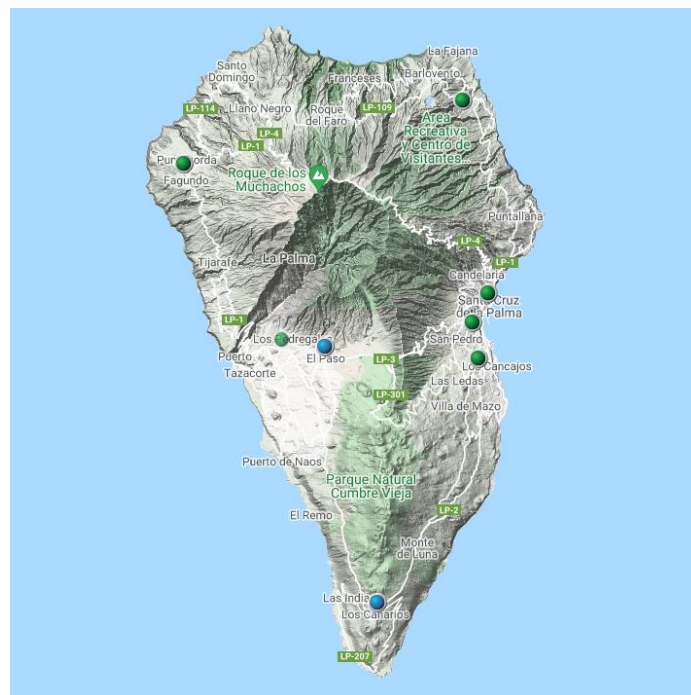 La Fajana
Santo
Domingo
Franceses
Barlovento
LP-114
Llano Negro
Roque
del Faro
LP-109
Área
Recreativa
y Centro de
Visitantes...
LP-4
LP-1
Fagundo
Roque de los
Muchachos
Puntallana
LP-4
LP-1
Tijarafe
La Palma
Candelaria
Santa Cruz
de la Palma
LP-1
San Pedro
Puerto
Tazacorte
El Paso
LP-3
Los Cancajos
Las Ledas
LP-301
Villa de Mazo
Puerto de Naos
Parque Natural
Cumbre Vieja
El Remo
LP-2
Monte
de Luna
Las India
Los Canarios
LP-207